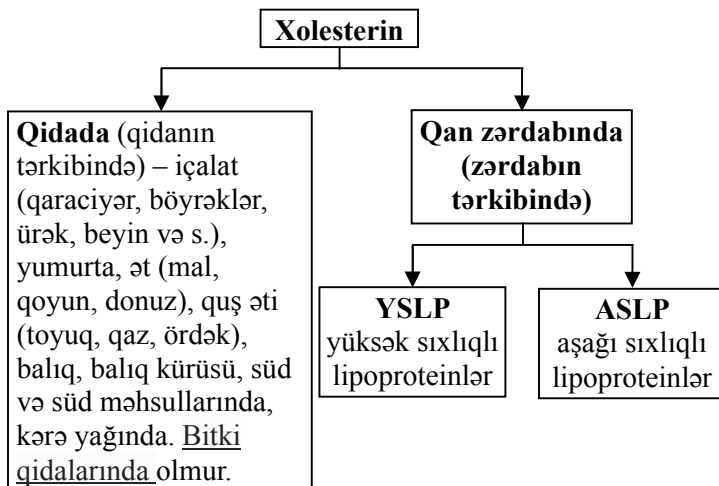 Xolesterin
Qidada (qidanın
tərkibində) – içalat
(qaraciyər, böyrəklər,
ürək, beyin və s.),
yumurta, ət (mal,
qoyun, donuz), quş əti
(toyuq, qaz, ördək),
balıq, balıq kürüsü, süd
və süd məhsullarında,
kərə yağında. Bitki
qidalarında olmur.
Qan zərdabında
(zərdabın
tərkibində)
YSLP
yüksək sıxlıqlı
lipoproteinlər
ASLP
aşağı sıxlıqlı
lipoproteinlər